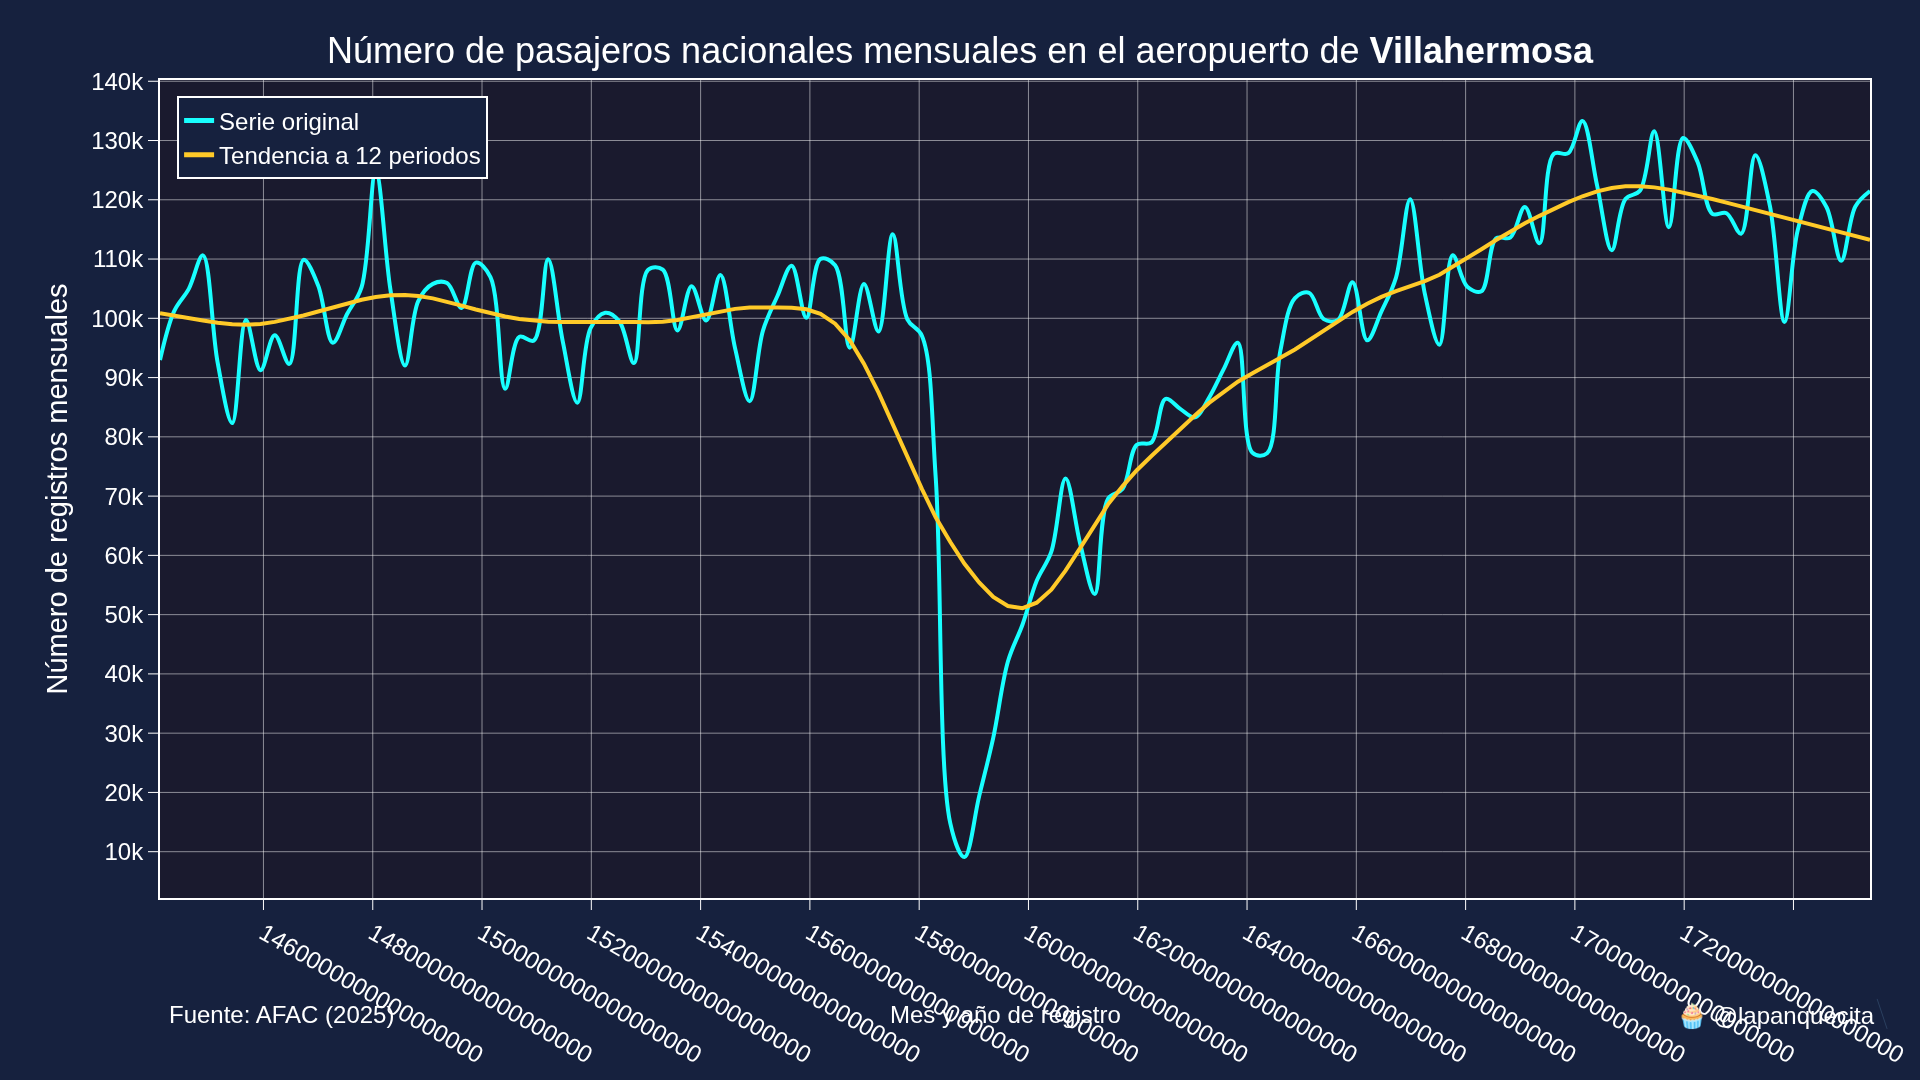 Número de pasajeros nacionales mensuales en el aeropuerto de Villahermosa
Serie original
Tendencia a 12 periodos
140k
130k
120k
110k
100k
90k
80k
70k
60k
50k
40k
30k
20k
10k
Número de registros mensuales
1460000000000000000
1480000000000000000
1500000000000000000
1520000000000000000
1540000000000000000
1560000000000000000
1580000000000000000
1600000000000000000
1620000000000000000
1640000000000000000
1660000000000000000
1680000000000000000
1700000000000000000
1720000000000000000
Fuente: AFAC (2025)
Mes y año de registro
🧁 @lapanquecita